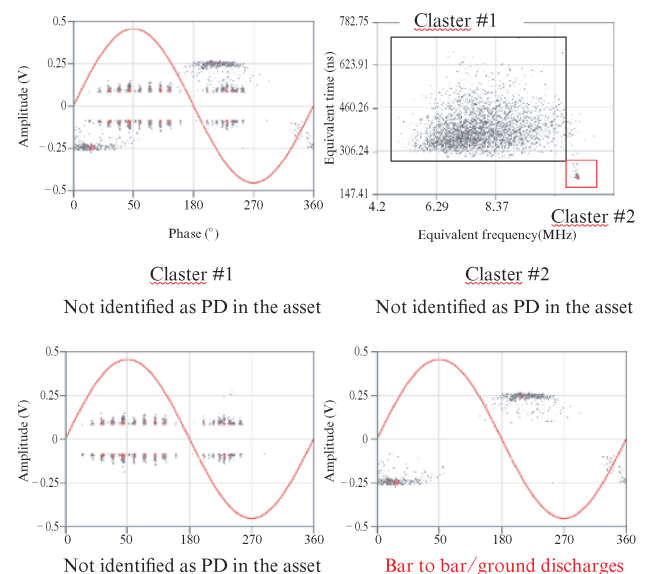 0.5
0.25
0
−0.25
−0.5
Amplitude (V)
0 50 180 270 360
Phase (°)
782.75
623.91
460.26
306.24
147.41
Equivalent time (ns)
Claster #1
4.2 6.29 8.37
Claster #2
Equivalent frequency(MHz)
Claster #1
Not identified as PD in the asset
Claster #2
Not identified as PD in the asset
0.5
0.25
0
−0.25
−0.5
Amplitude (V)
0 50 180 270 360
Not identified as PD in the asset
0.5
0.25
0
−0.25
−0.5
Amplitude (V)
0 50 180 270 360
Bar to bar/ground discharges